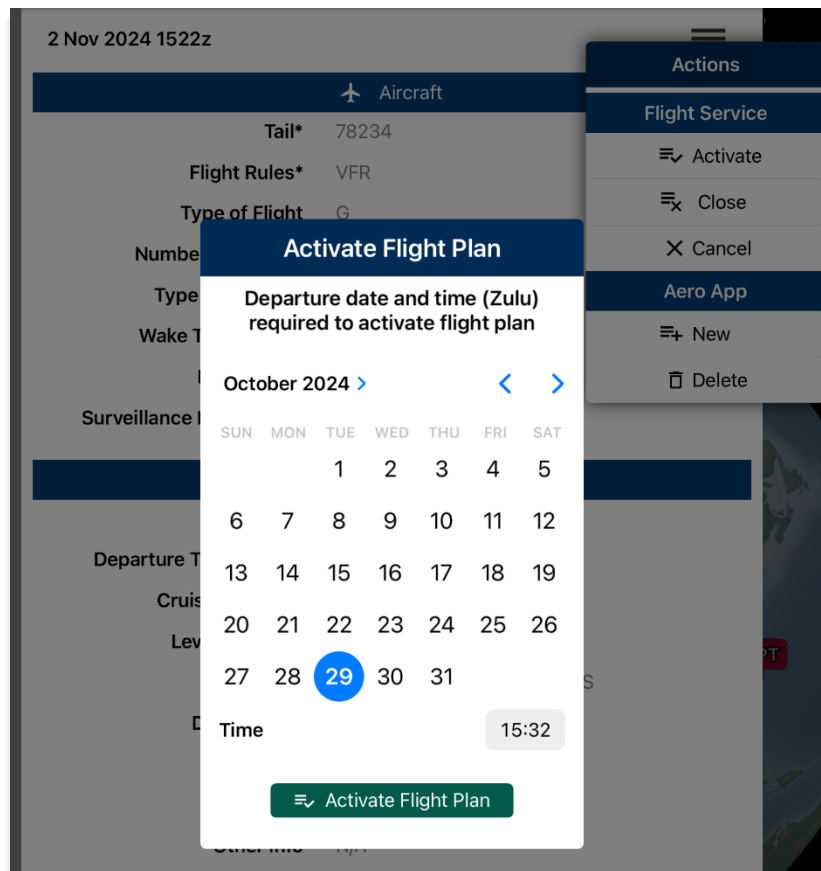 2 Nov 2024 1522z
Actions
Aircraft
Flight Service
Tail* 78234
Activate
Flight Rules* VFR
Close
Type of Flight G
Cancel
Numbe
Aero App
Type
New
Wake T
Delete
Surveillance
Activate Flight Plan
Departure date and time (Zulu)
required to activate flight plan
October 2024
SUN MON TUE WED THU FRI SAT
1 2 3 4 5
6 7 8 9 10 11 12
13 14 15 16 17 18 19
20 21 22 23 24 25 26
27 28 29 30 31
Time 15:32
Activate Flight Plan
Departure T
Cruis
Lev
S
D
PT